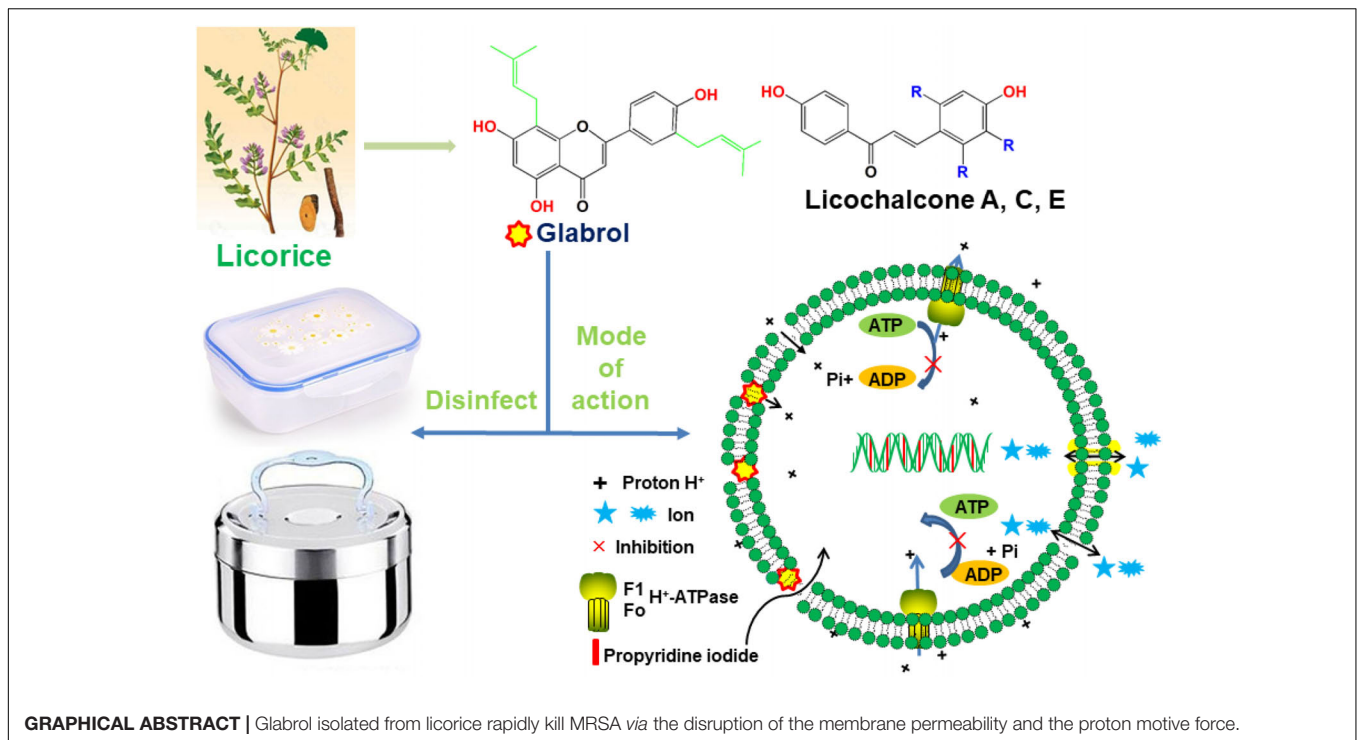 HO
O
OH
OH
O
Glabrol
HO
O
R
R
R
OH
Licochalcone A, C, E
Licorice
Disinfect
Mode
of
action
+ Proton H⁺
Ion
× Inhibition
F1
Fo
H⁺-ATPase
Propyridine iodide
ATP
Pi+ ADP
ATP
+ Pi
ADP
GRAPHICAL ABSTRACT | Glabrol isolated from licorice rapidly kill MRSA via the disruption of the membrane permeability and the proton motive force.